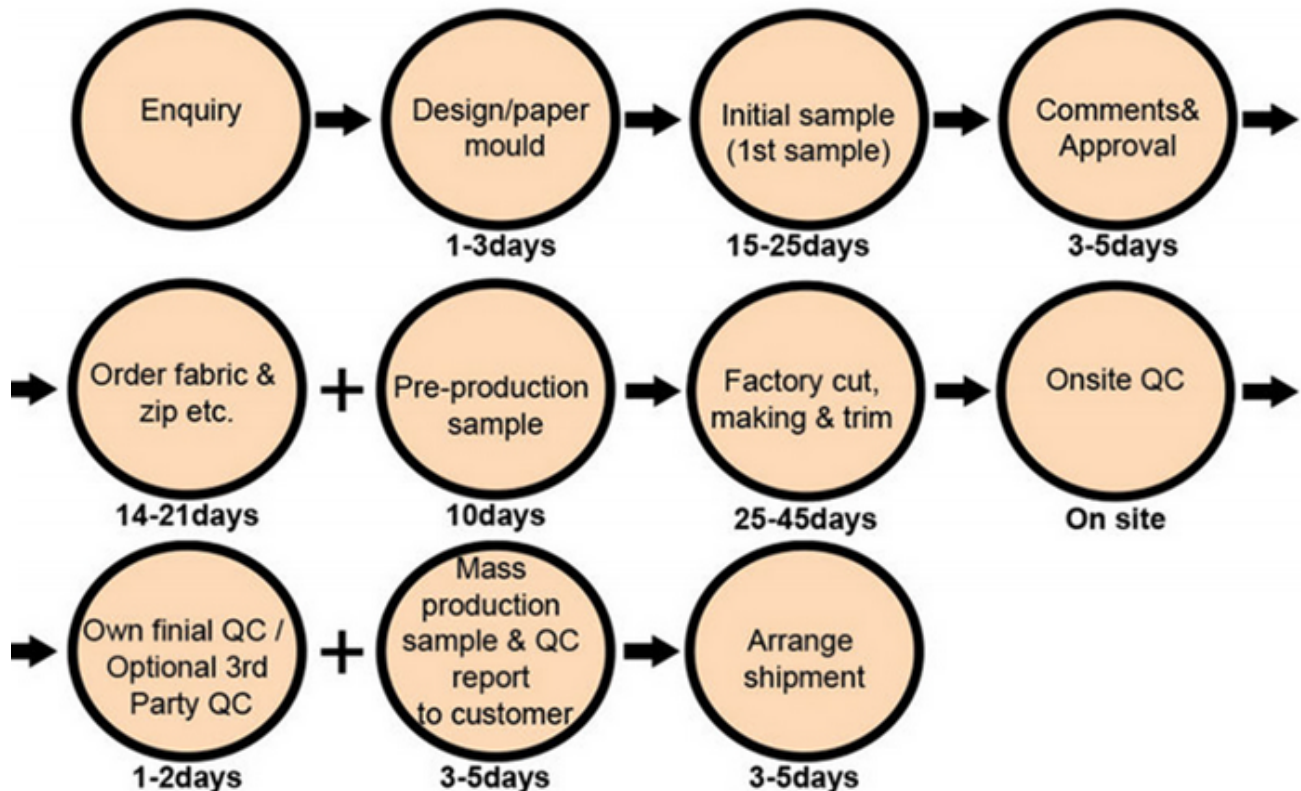 Enquiry
Design/paper
mould
1-3days
Initial sample
(1st sample)
15-25days
Comments&
Approval
3-5days
Order fabric &
zip etc.
14-21days
+
Pre-production
sample
10days
Factory cut,
making & trim
25-45days
Onsite QC
On site
Own finial QC /
Optional 3rd
Party QC
1-2days
+
Mass
production
sample & QC
report
to customer
3-5days
Arrange
shipment
3-5days